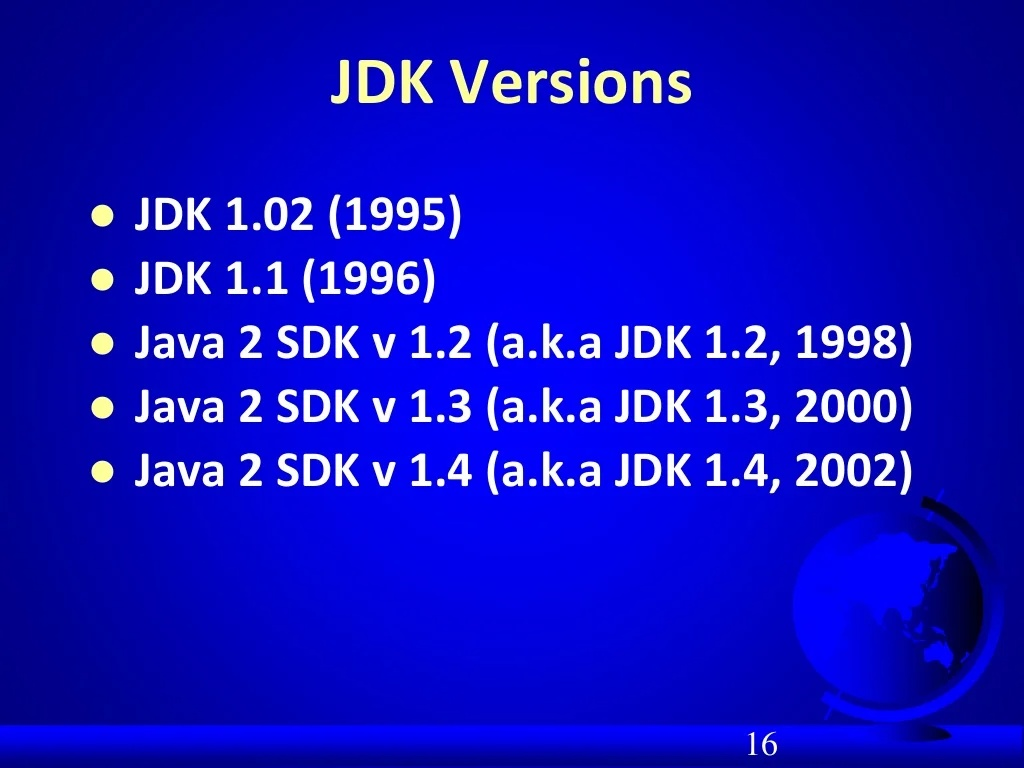 JDK Versions
● JDK 1.02 (1995)
● JDK 1.1 (1996)
● Java 2 SDK v 1.2 (a.k.a JDK 1.2, 1998)
● Java 2 SDK v 1.3 (a.k.a JDK 1.3, 2000)
● Java 2 SDK v 1.4 (a.k.a JDK 1.4, 2002)
16